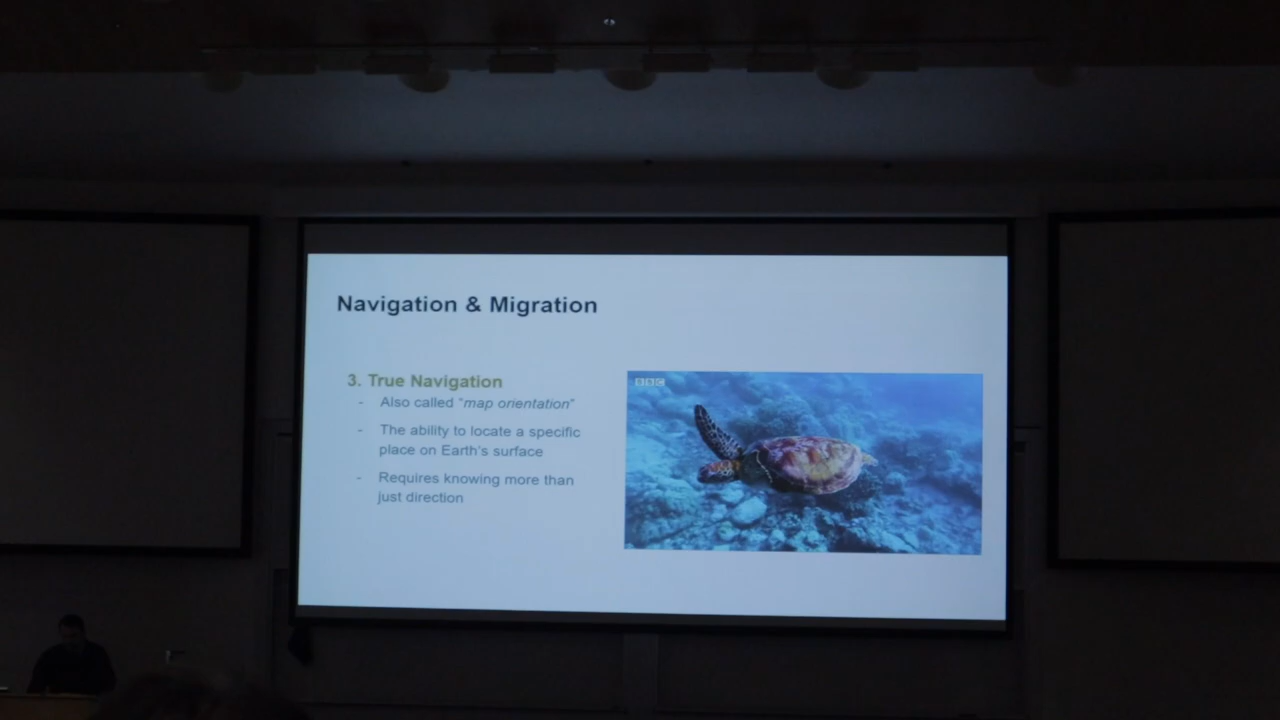 Navigation & Migration
3. True Navigation
- Also called "map orientation"
- The ability to locate a specific
place on Earth's surface
- Requires knowing more than
just direction
BBC